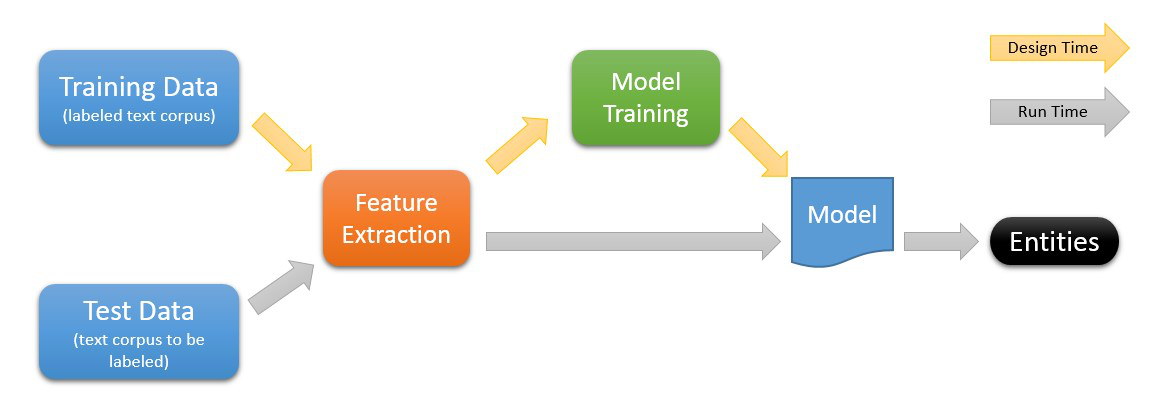 Training Data
(labeled text corpus)
Model
Training
Design Time
Run Time
Feature
Extraction
Model
Entities
Test Data
(text corpus to be
labeled)